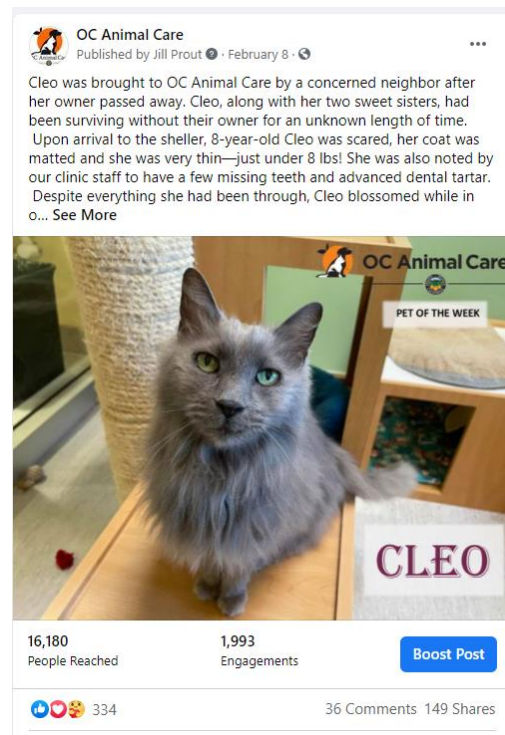 OC Animal Care
Published by Jill Prout · February 8 ·
Cleo was brought to OC Animal Care by a concerned neighbor after
her owner passed away. Cleo, along with her two sweet sisters, had
been surviving without their owner for an unknown length of time.
Upon arrival to the sheller, 8-year-old Cleo was scared, her coat was
matted and she was very thin—just under 8 lbs! She was also noted by
our clinic staff to have a few missing teeth and advanced dental tartar.
Despite everything she had been through, Cleo blossomed while in
o... See More
OC Animal Care
PET OF THE WEEK
CLEO
16,180
People Reached
1,993
Engagements
Boost Post
334
36 Comments 149 Shares